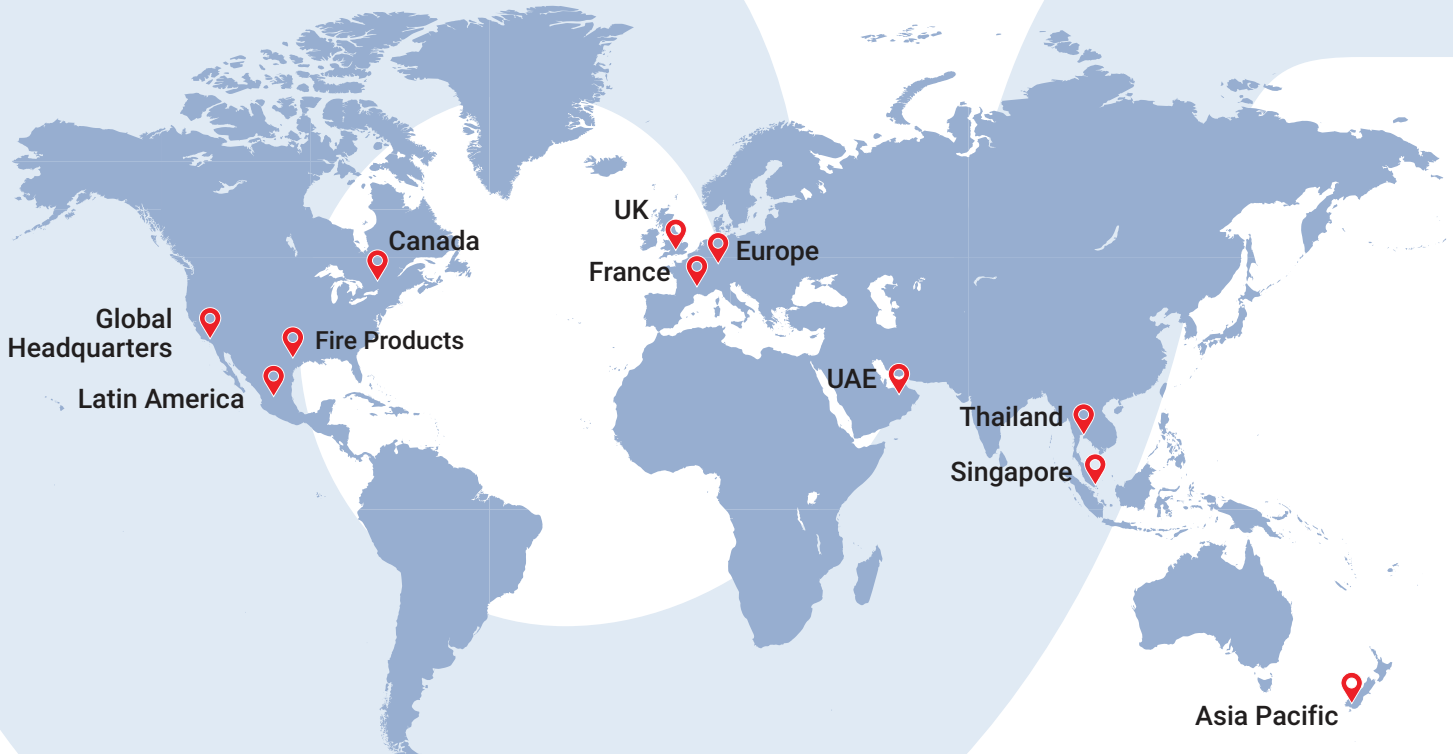 UK
Canada
Europe
France
Global
Headquarters
Fire Products
UAE
Latin America
Thailand
Singapore
Asia Pacific